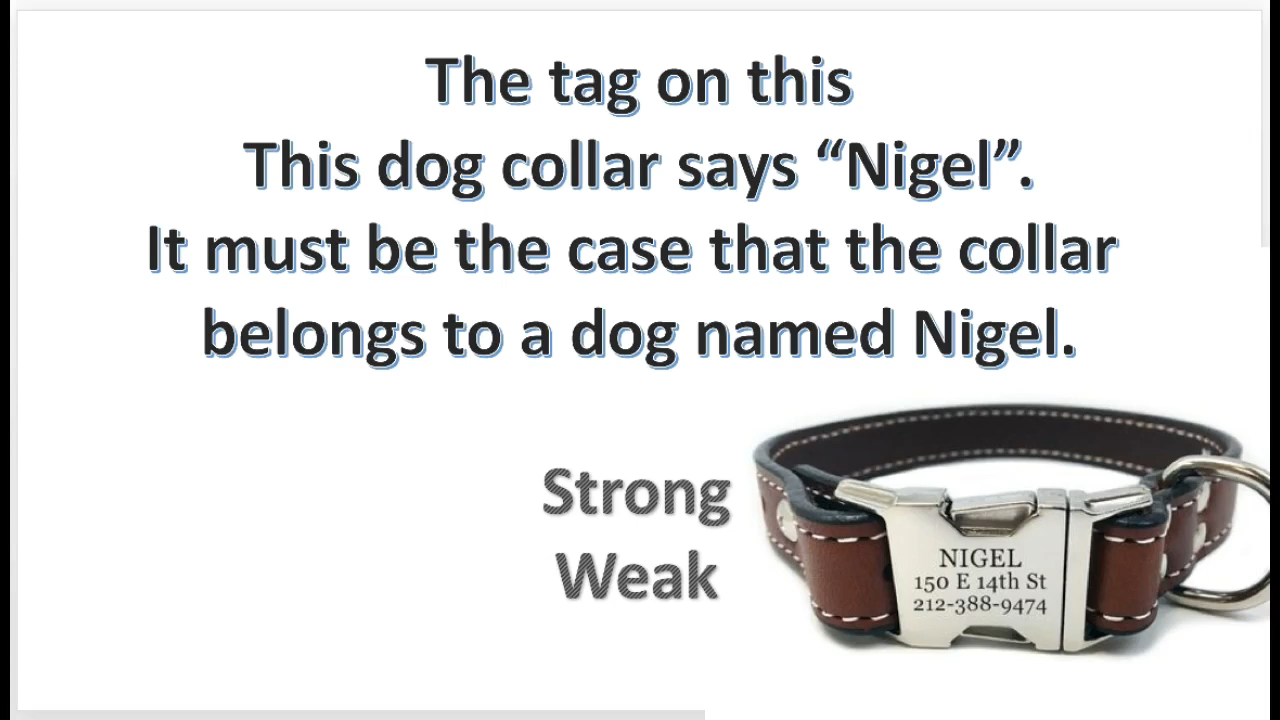 The tag on this
This dog collar says “Nigel”.
It must be the case that the collar
belongs to a dog named Nigel.
Strong
Weak
NIGEL
150 E 14th St
212-388-9474